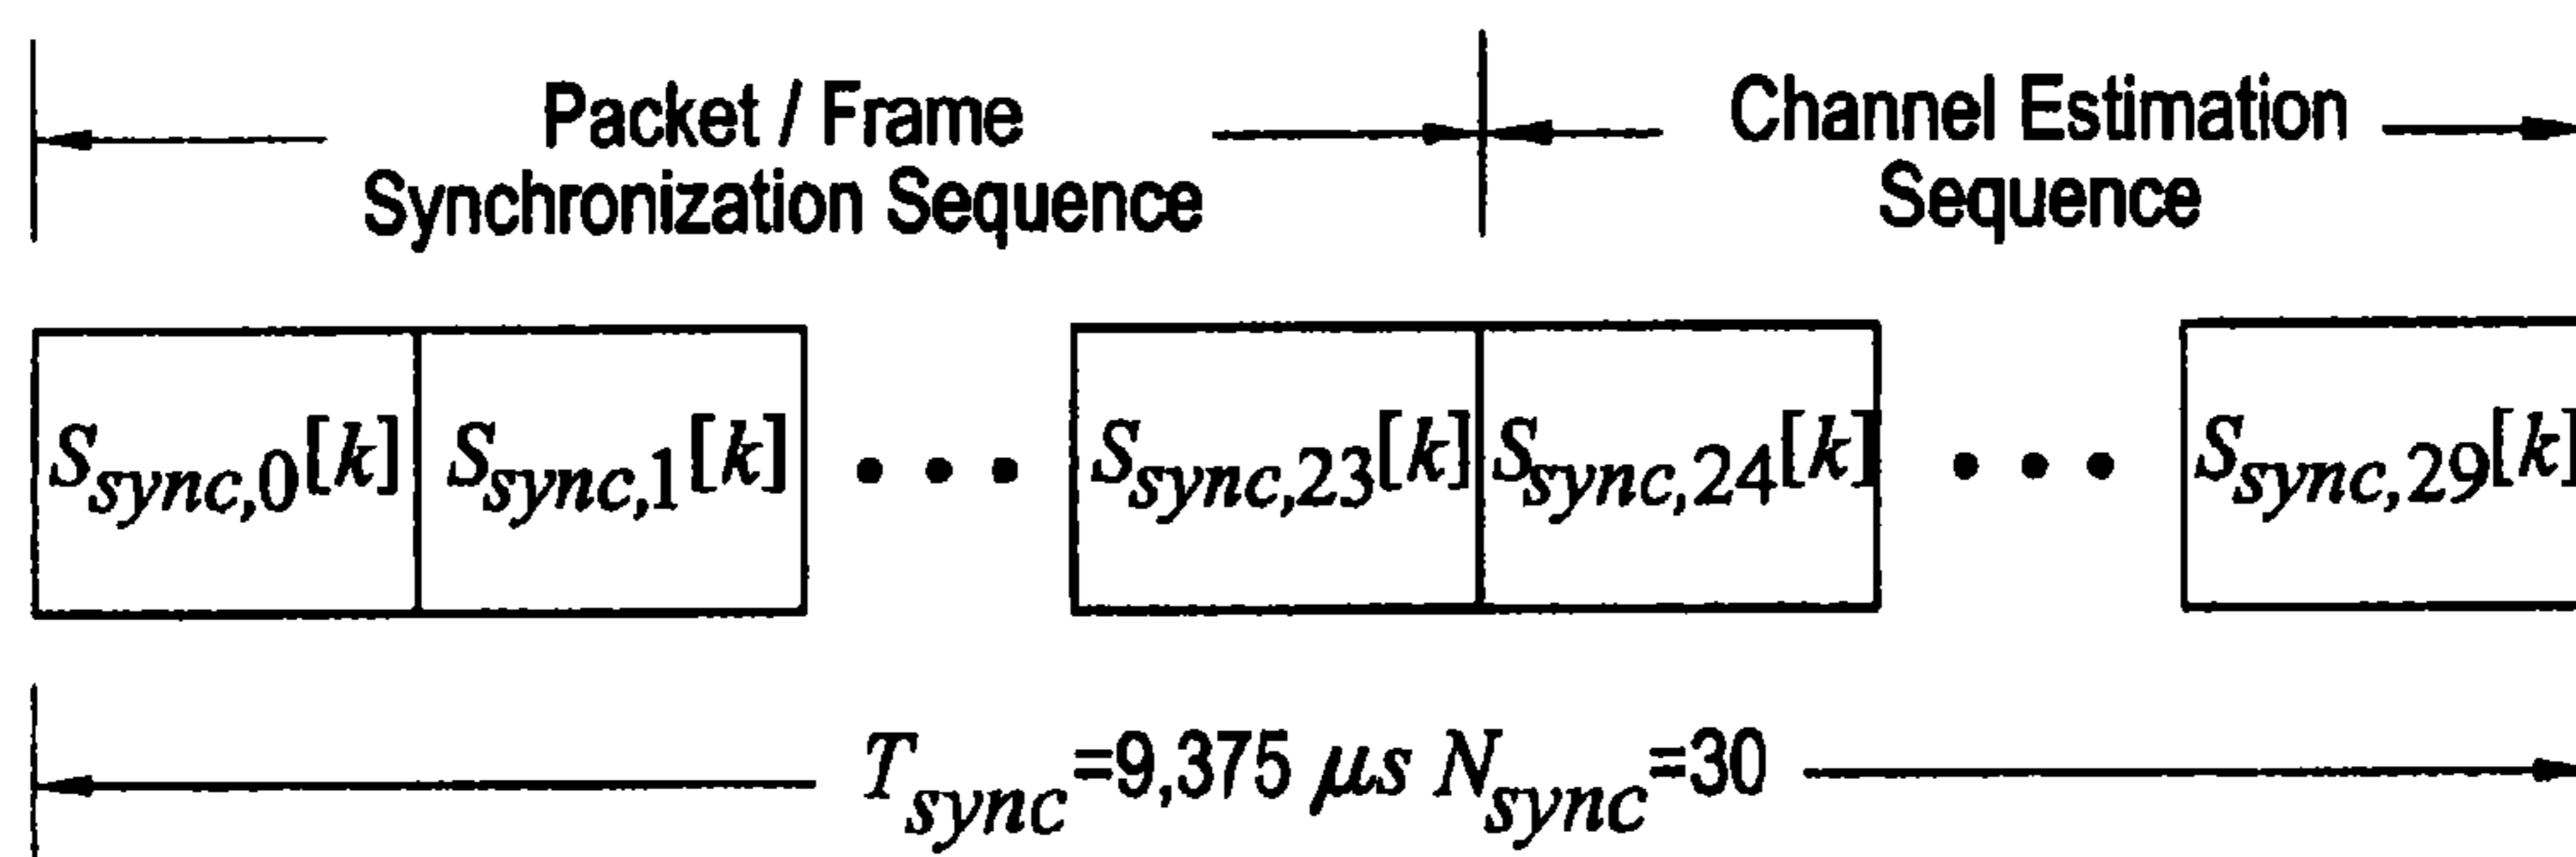 Packet / Frame Synchronization Sequence
Channel Estimation Sequence
S_sync,0[k] S_sync,1[k] • • • S_sync,23[k] S_sync,24[k] • • • S_sync,29[k]
T_sync=9,375 μs N_sync=30